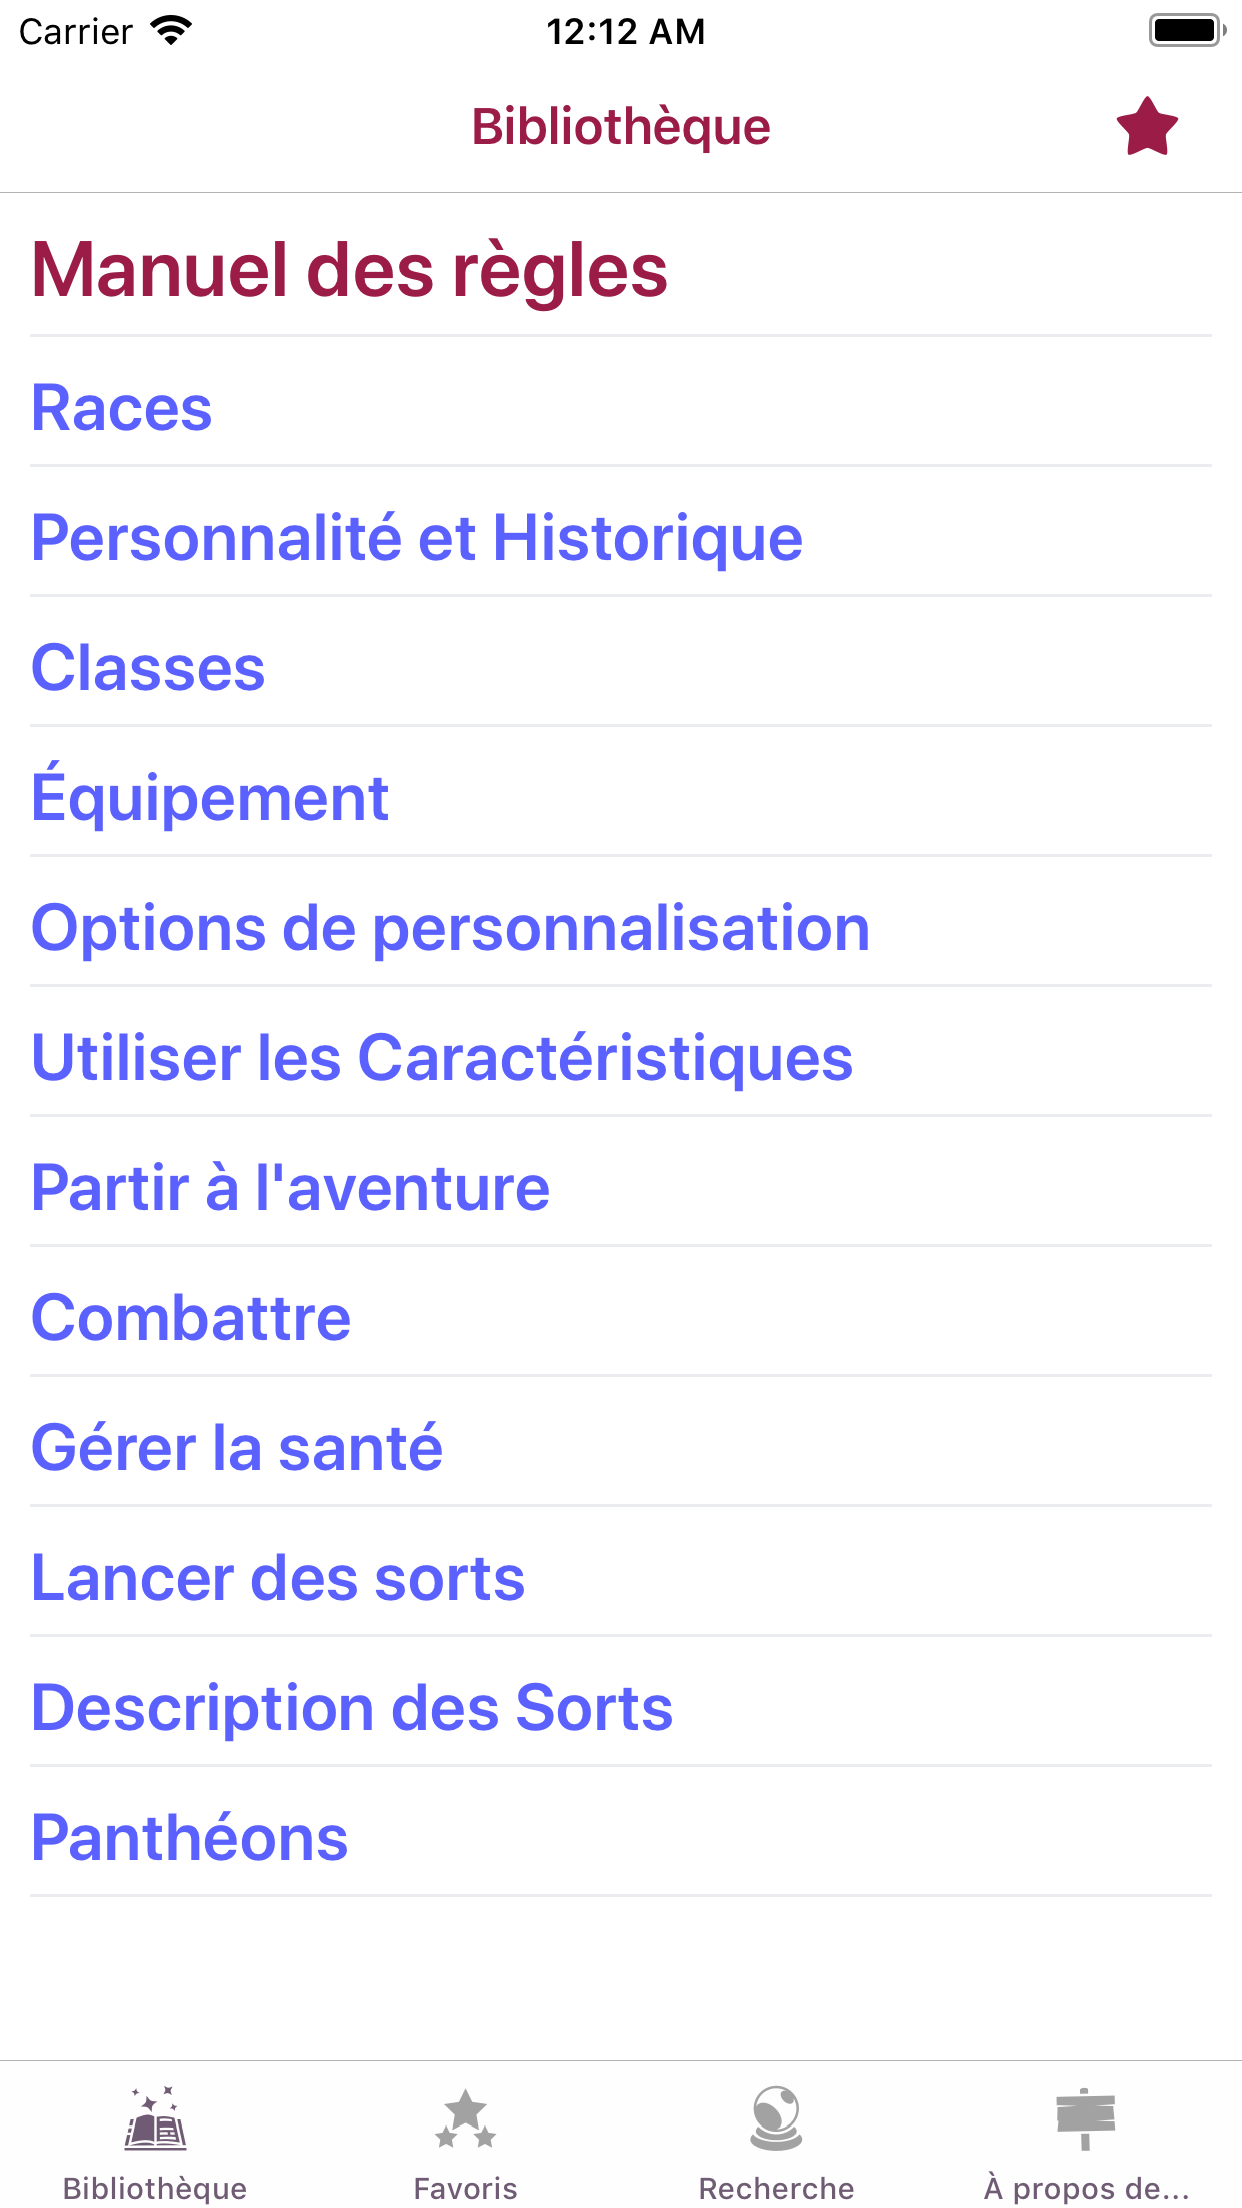 Carrier 12:12 AM
Bibliothèque
Manuel des règles
Races
Personnalité et Historique
Classes
Équipement
Options de personnalisation
Utiliser les Caractéristiques
Partir à l'aventure
Combattre
Gérer la santé
Lancer des sorts
Description des Sorts
Panthéons
Bibliothèque Favoris Recherche À propos de...